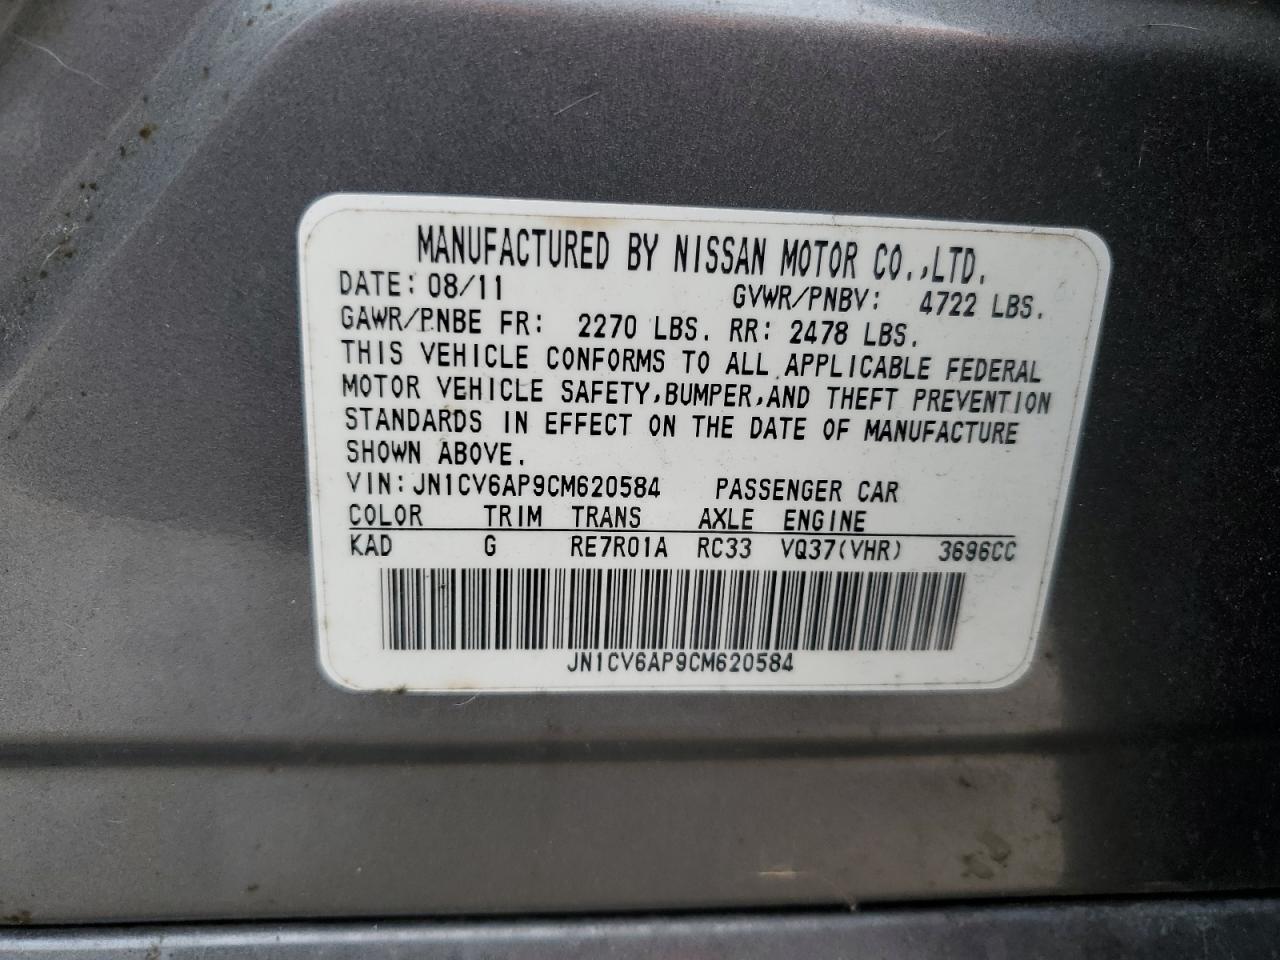 MANUFACTURED BY NISSAN MOTOR CO.,LTD.
DATE: 08/11 GVWR/PNBV: 4722 LBS.
GAWR/PNBE FR: 2270 LBS. RR: 2478 LBS.
THIS VEHICLE CONFORMS TO ALL APPLICABLE FEDERAL
MOTOR VEHICLE SAFETY,BUMPER,AND THEFT PREVENTION
STANDARDS IN EFFECT ON THE DATE OF MANUFACTURE
SHOWN ABOVE.
VIN: JN1CV6AP9CM620584 PASSENGER CAR
COLOR TRIM TRANS AXLE ENGINE
KAD G RE7R01A RC33 VQ37(VHR) 3696CC
JN1CV6AP9CM620584